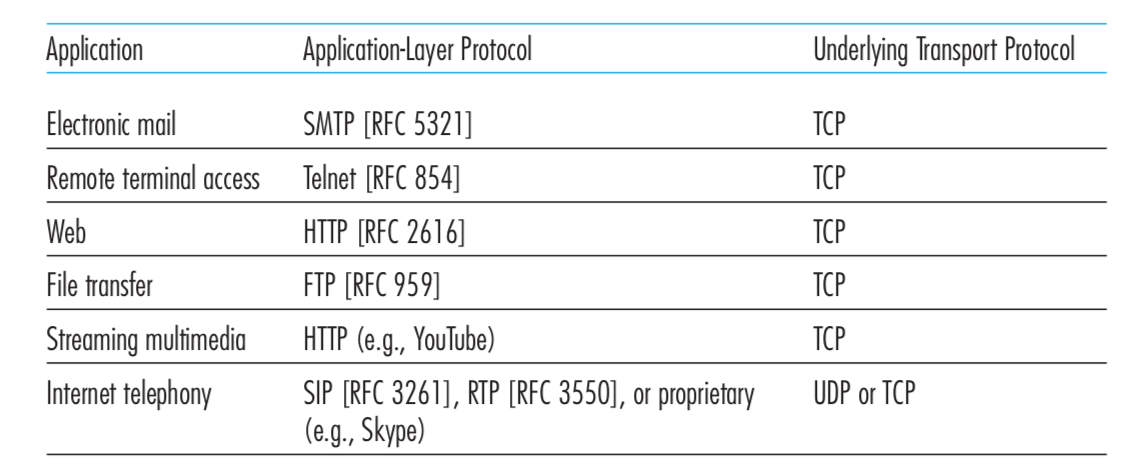 Application Application-Layer Protocol Underlying Transport Protocol
Electronic mail SMTP [RFC 5321] TCP
Remote terminal access Telnet [RFC 854] TCP
Web HTTP [RFC 2616] TCP
File transfer FTP [RFC 959] TCP
Streaming multimedia HTTP (e.g., YouTube) TCP
Internet telephony SIP [RFC 3261], RTP [RFC 3550], or proprietary UDP or TCP
(e.g., Skype)